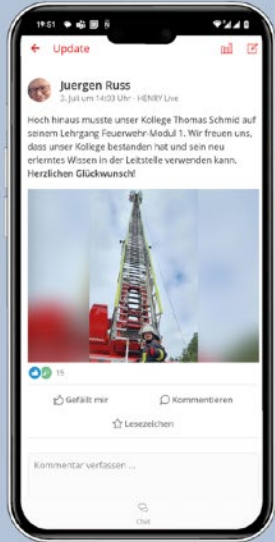 19:51
Update
Juergen Russ
3. Juli um 14:03 Uhr · HENRY Live
Hoch hinaus musste unser Kollege Thomas Schmid auf
seinem Lehrgang Feuerwehr-Modul 1. Wir freuen uns,
dass unser Kollege bestanden hat und sein neu
erlerntes Wissen in der Leitstelle verwenden kann.
Herzlichen Glückwunsch!
15
Gefällt mir
Kommentieren
Lesezeichen
Kommentar verfassen ...
Chat